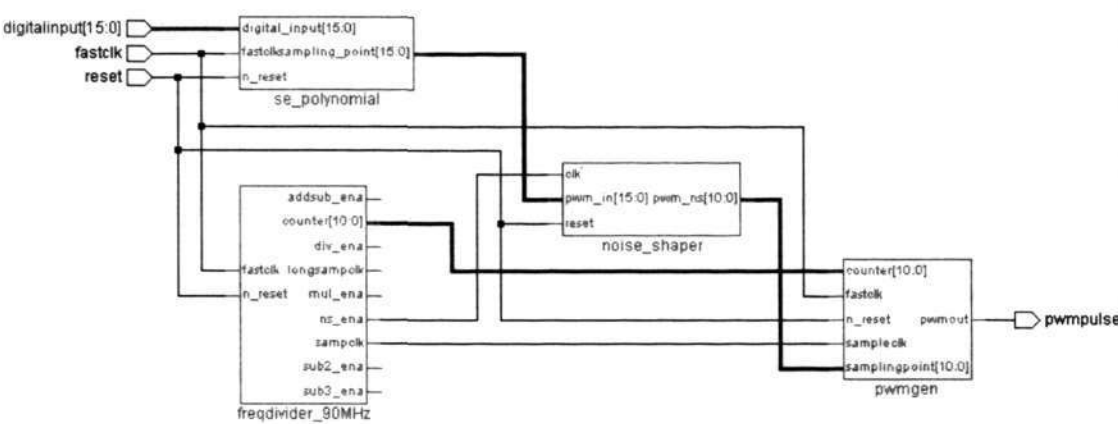 digitalinput[15:0]
fastclk
reset
digital_input[15:0]
fastclksampling_point[15:0]
n_reset
se_polynomial
addsub_ena
counter[10:0]
div_ena
fastclk longsampclk
n_reset mul_ena
ns_ena
sampclk
sub2_ena
sub3_ena
freqdivider_90MHz
clk
pwm_in[15:0] pwm_ns[10:0]
reset
noise_shaper
counter[10:0]
fastclk
n_reset pwmout
sampleclk
samplingpoint[10:0]
pwmgen
pwmpulse